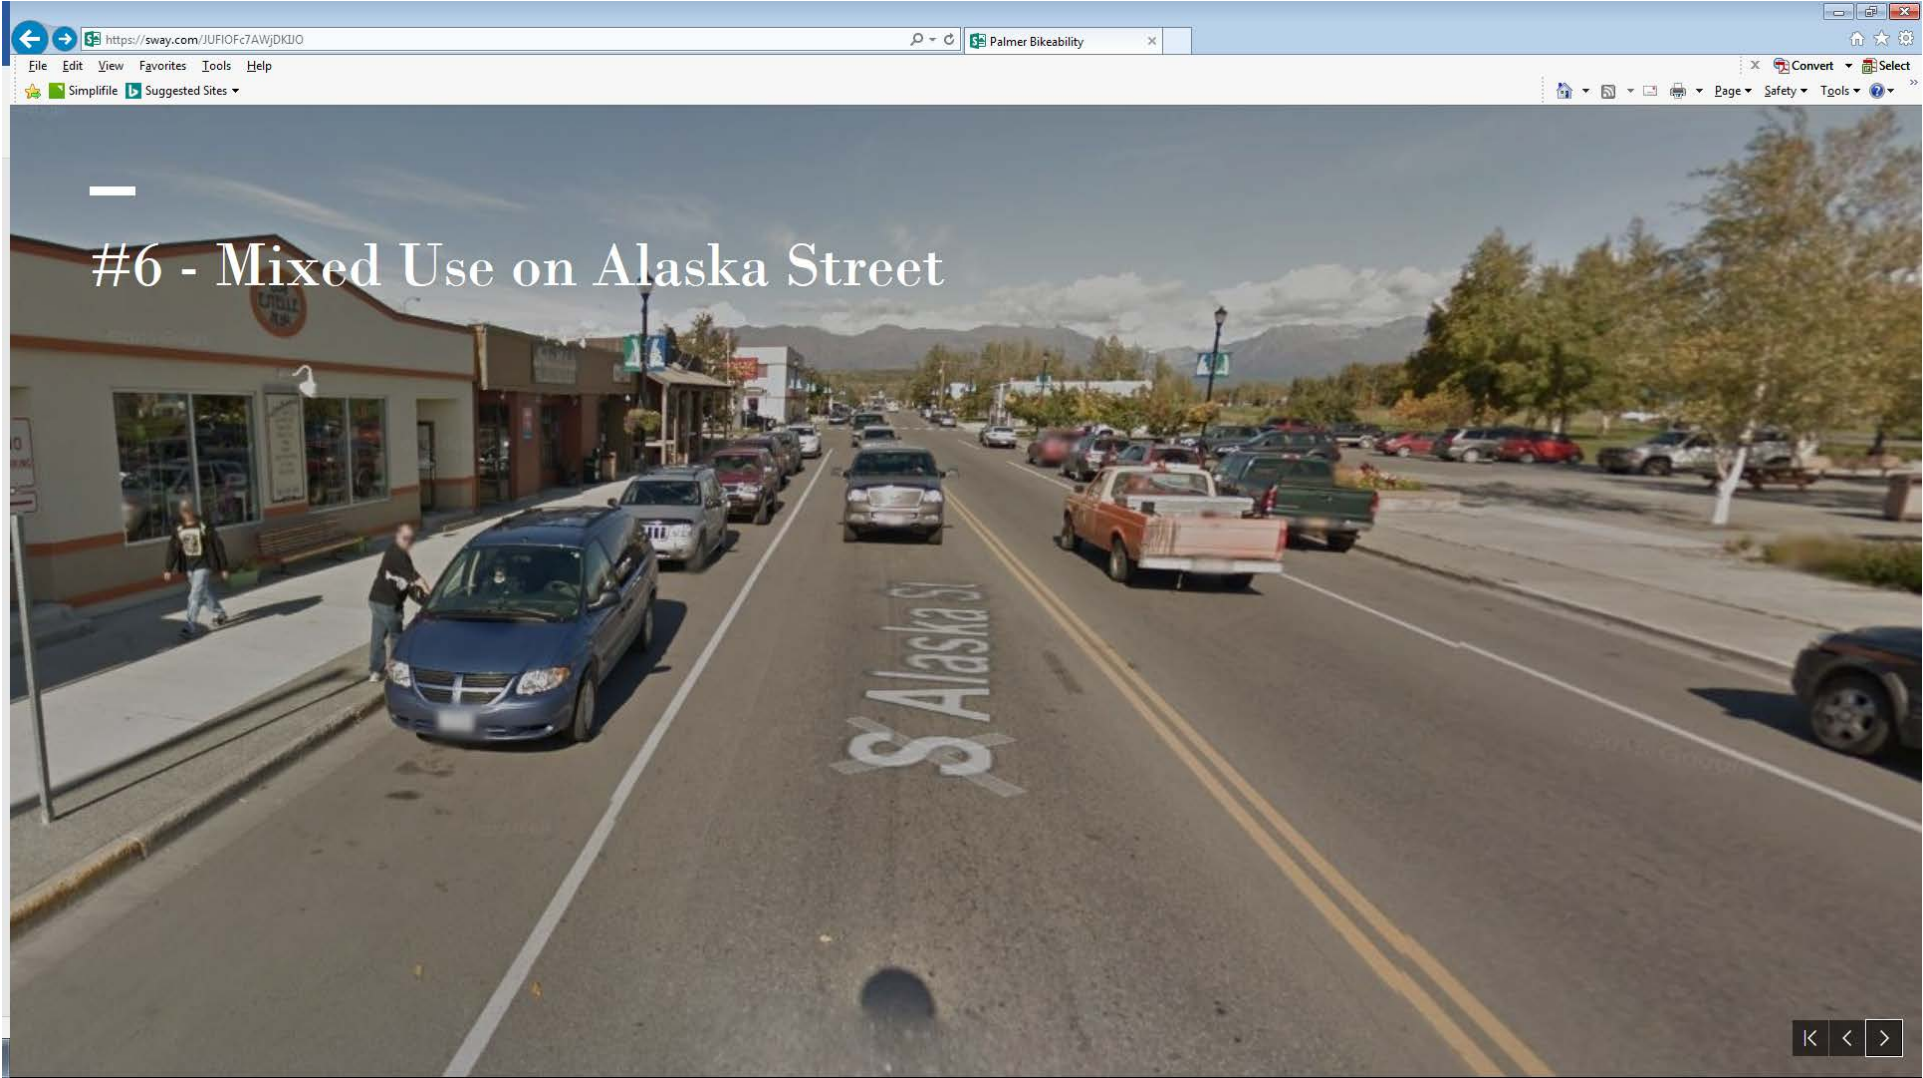 https://sway.com/JUFIOFc7AWjDKIJO
Palmer Bikeability
File Edit View Favorites Tools Help
Convert Select
Simplifile Suggested Sites
Page Safety Tools
#6 - Mixed Use on Alaska Street
S Alaska St